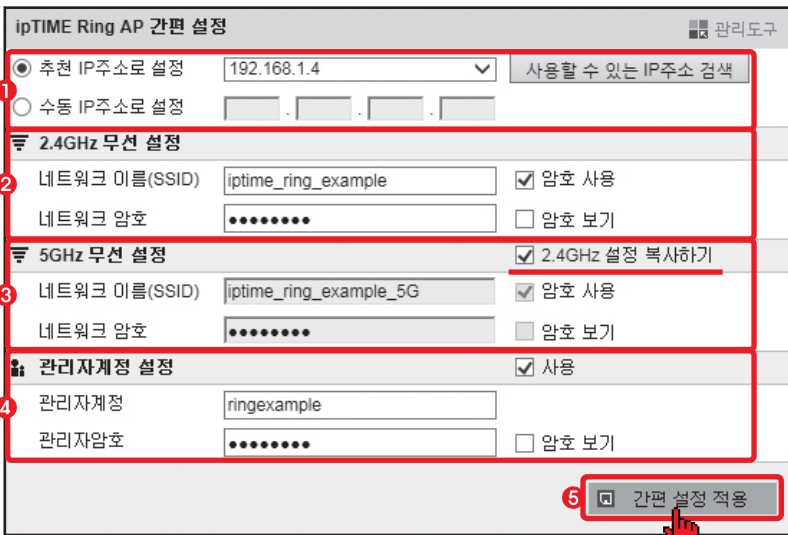 ipTIME Ring AP 간편 설정 관리도구
1 추천 IP주소로 설정 192.168.1.4 사용할 수 있는 IP주소 검색
수동 IP주소로 설정 . . .
2.4GHz 무선 설정
2 네트워크 이름(SSID) iptime_ring_example 암호 사용
네트워크 암호 ●●●●●●●● 암호 보기
5GHz 무선 설정 2.4GHz 설정 복사하기
3 네트워크 이름(SSID) iptime_ring_example_5G 암호 사용
네트워크 암호 ●●●●●●●● 암호 보기
관리자계정 설정 사용
4 관리자계정 ringexample
관리자암호 ●●●●●●●● 암호 보기
5 간편 설정 적용